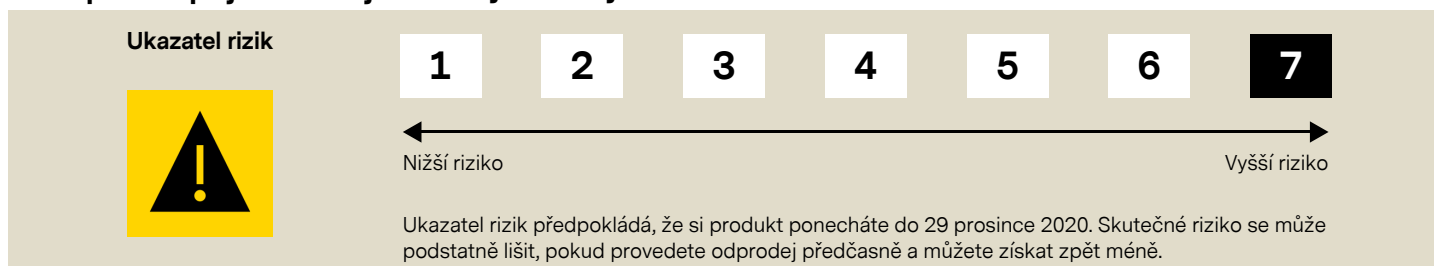 Ukazatel rizik
1 2 3 4 5 6 7
Nižší riziko Vyšší riziko
Ukazatel rizik předpokládá, že si produkt ponecháte do 29 prosince 2020. Skutečné riziko se může
podstatně lišit, pokud provedete odprodej předčasně a můžete získat zpět méně.